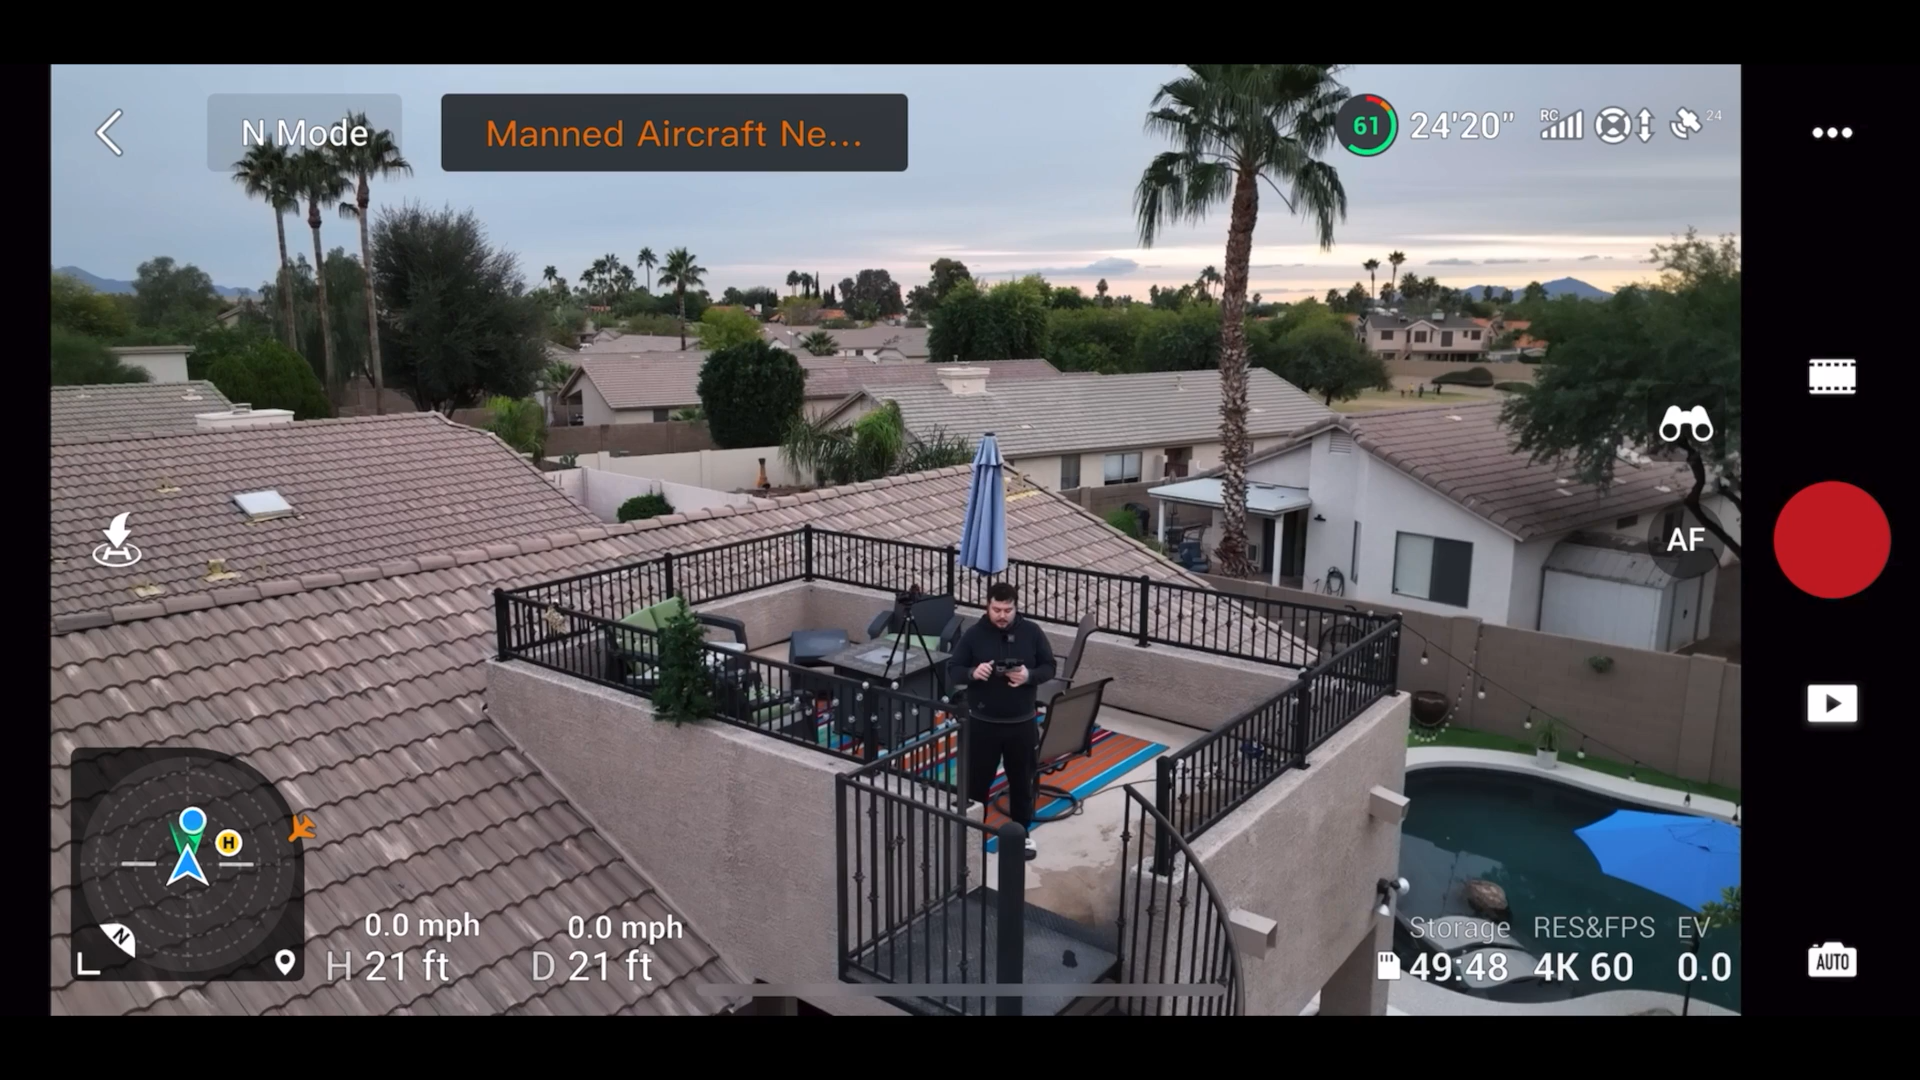 N Mode
Manned Aircraft Ne...
61
24'20"
RC
24
AF
H
N
0.0 mph
0.0 mph
H 21 ft
D 21 ft
Storage
RES&FPS
EV
49:48
4K 60
0.0
AUTO